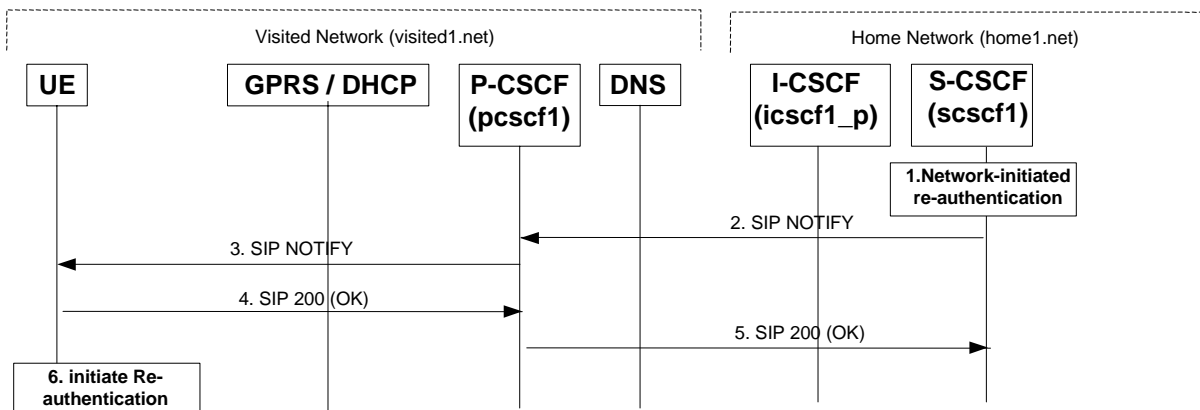 Visited Network (visited1.net)
Home Network (home1.net)
UE
GPRS / DHCP
P-CSCF
(pcscf1)
DNS
I-CSCF
(icscf1_p)
S-CSCF
(scscf1)
1.Network-initiated
re-authentication
2. SIP NOTIFY
3. SIP NOTIFY
4. SIP 200 (OK)
5. SIP 200 (OK)
6. initiate Re-
authentication